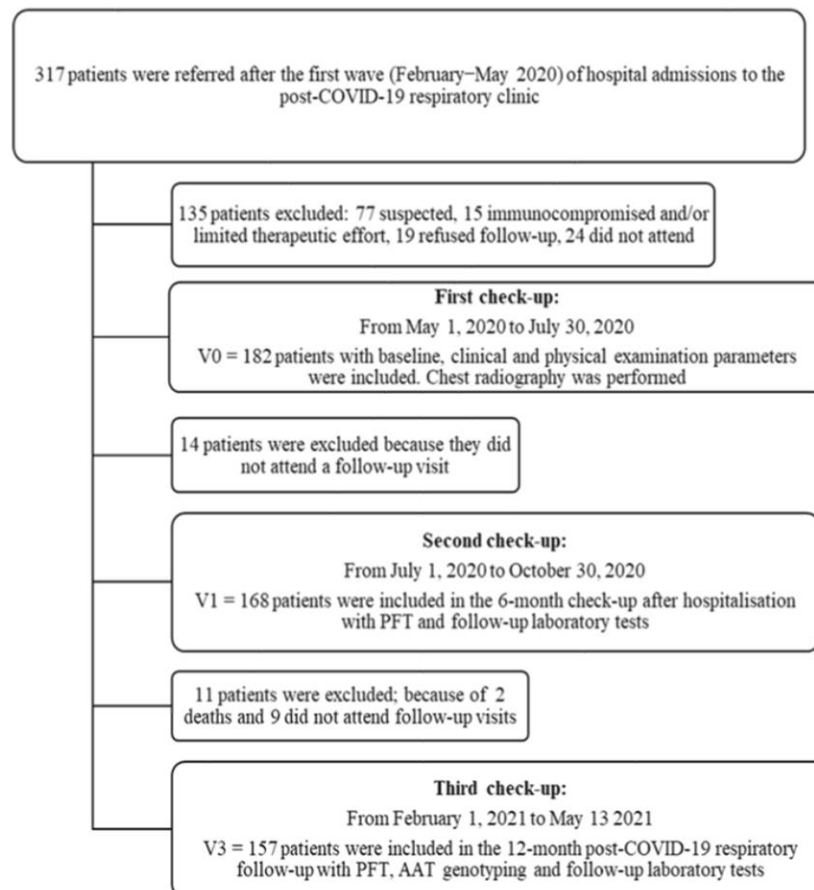 317 patients were referred after the first wave (February–May 2020) of hospital admissions to the
post-COVID-19 respiratory clinic
135 patients excluded: 77 suspected, 15 immunocompromised and/or
limited therapeutic effort, 19 refused follow-up, 24 did not attend
First check-up:
From May 1, 2020 to July 30, 2020
V0 = 182 patients with baseline, clinical and physical examination parameters
were included. Chest radiography was performed
14 patients were excluded because they did
not attend a follow-up visit
Second check-up:
From July 1, 2020 to October 30, 2020
V1 = 168 patients were included in the 6-month check-up after hospitalisation
with PFT and follow-up laboratory tests
11 patients were excluded; because of 2
deaths and 9 did not attend follow-up visits
Third check-up:
From February 1, 2021 to May 13 2021
V3 = 157 patients were included in the 12-month post-COVID-19 respiratory
follow-up with PFT, AAT genotyping and follow-up laboratory tests